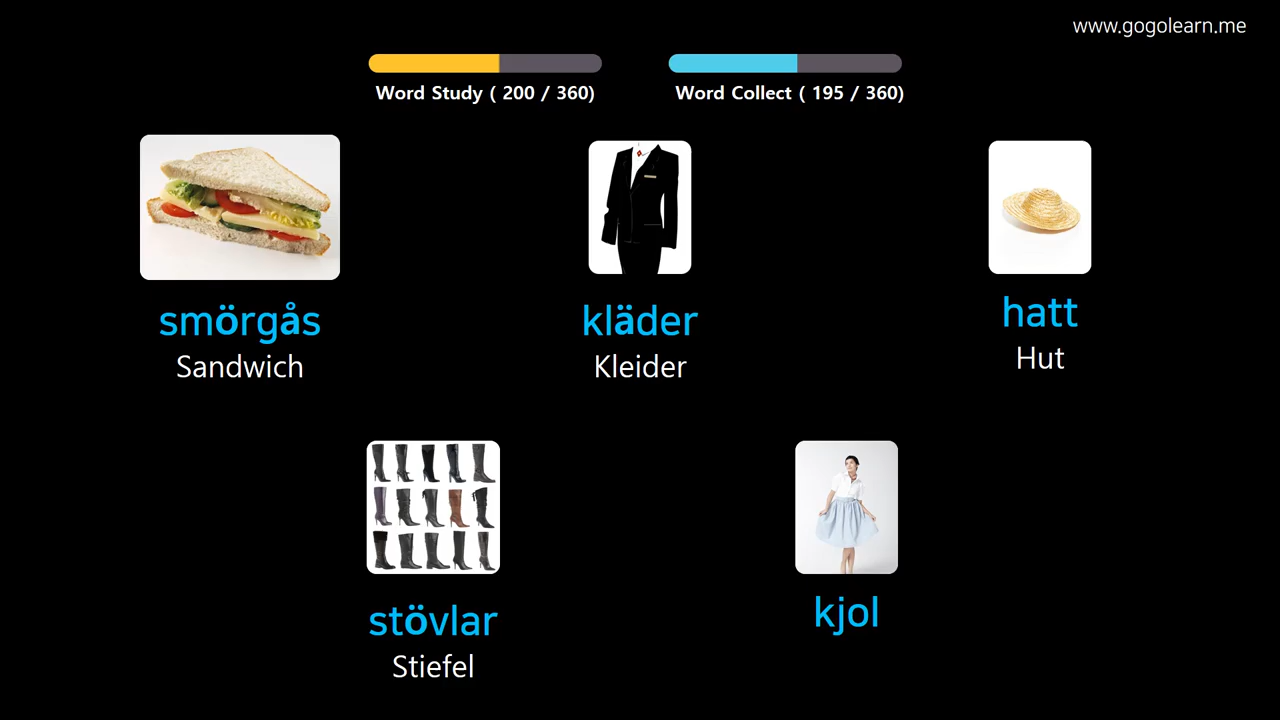 www.gogolearn.me
Word Study ( 200 / 360)
Word Collect ( 195 / 360)
smörgås
Sandwich
kläder
Kleider
hatt
Hut
stövlar
Stiefel
kjol